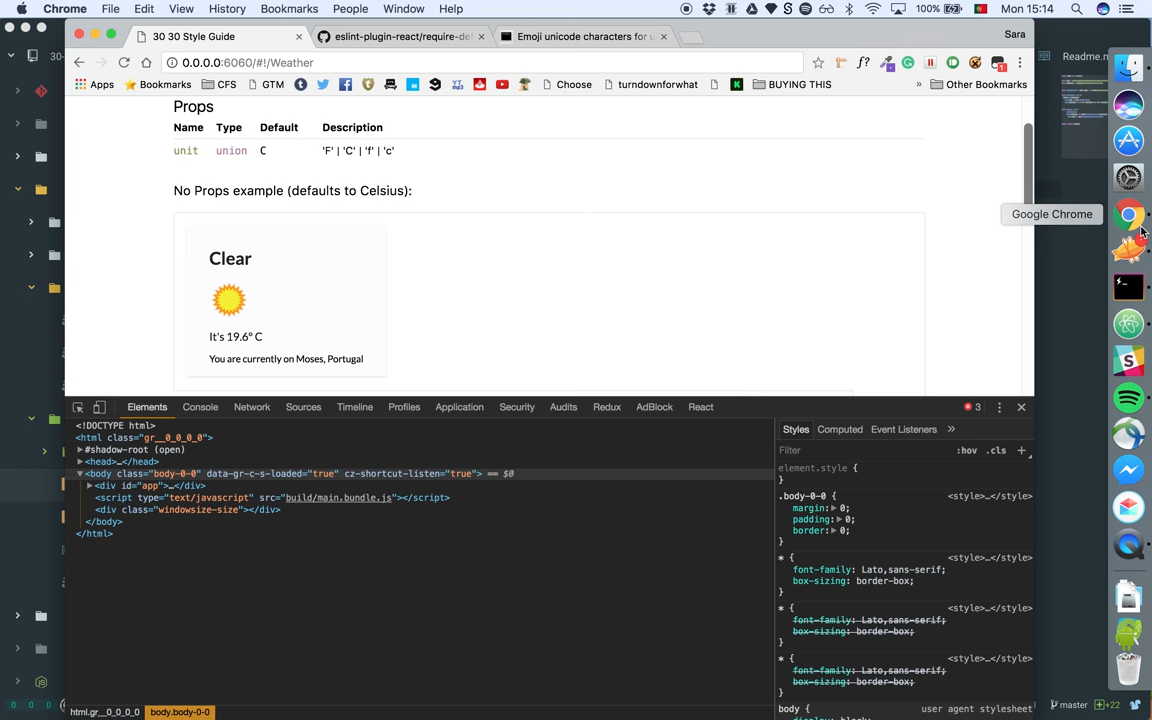 Chrome File Edit View History Bookmarks People Window Help 100% Mon 15:14
30 30 Style Guide
eslint-plugin-react/require-def
Emoji unicode characters for u
Sara
0.0.0.0:6060/#!/Weather
f?
Apps Bookmarks CFS GTM Choose turndownforwhat BUYING THIS » Other Bookmarks
30-
Readme.n
Props
Name Type Default Description
unit union C 'F' | 'C' | 'f' | 'c'
No Props example (defaults to Celsius):
Clear
It's 19.6º C
You are currently on Moses, Portugal
Google Chrome
Elements Console Network Sources Timeline Profiles Application Security Audits Redux AdBlock React 3
<!DOCTYPE html>
<html class="gr__0_0_0_0">
▶#shadow-root (open)
▶<head>…</head>
▼<body class="body-0-0" data-gr-c-s-loaded="true" cz-shortcut-listen="true"> == $0
▶<div id="app">…</div>
<script type="text/javascript" src="build/main.bundle.js"></script>
<div class="windowsize-size"></div>
</body>
</html>
html.gr__0_0_0_0 body.body-0-0
Styles Computed Event Listeners »
Filter :hov .cls +
element.style {
}
.body-0-0 { <style>…</style>
margin:▶ 0;
padding:▶ 0;
border:▶ 0;
}
* { <style>…</style>
font-family: Lato,sans-serif;
box-sizing: border-box;
}
* { <style>…</style>
font-family: Lato,sans-serif;
box-sizing: border-box;
}
* { <style>…</style>
font-family: Lato,sans-serif;
box-sizing: border-box;
}
body { user agent stylesheet
0 0 0
master +22